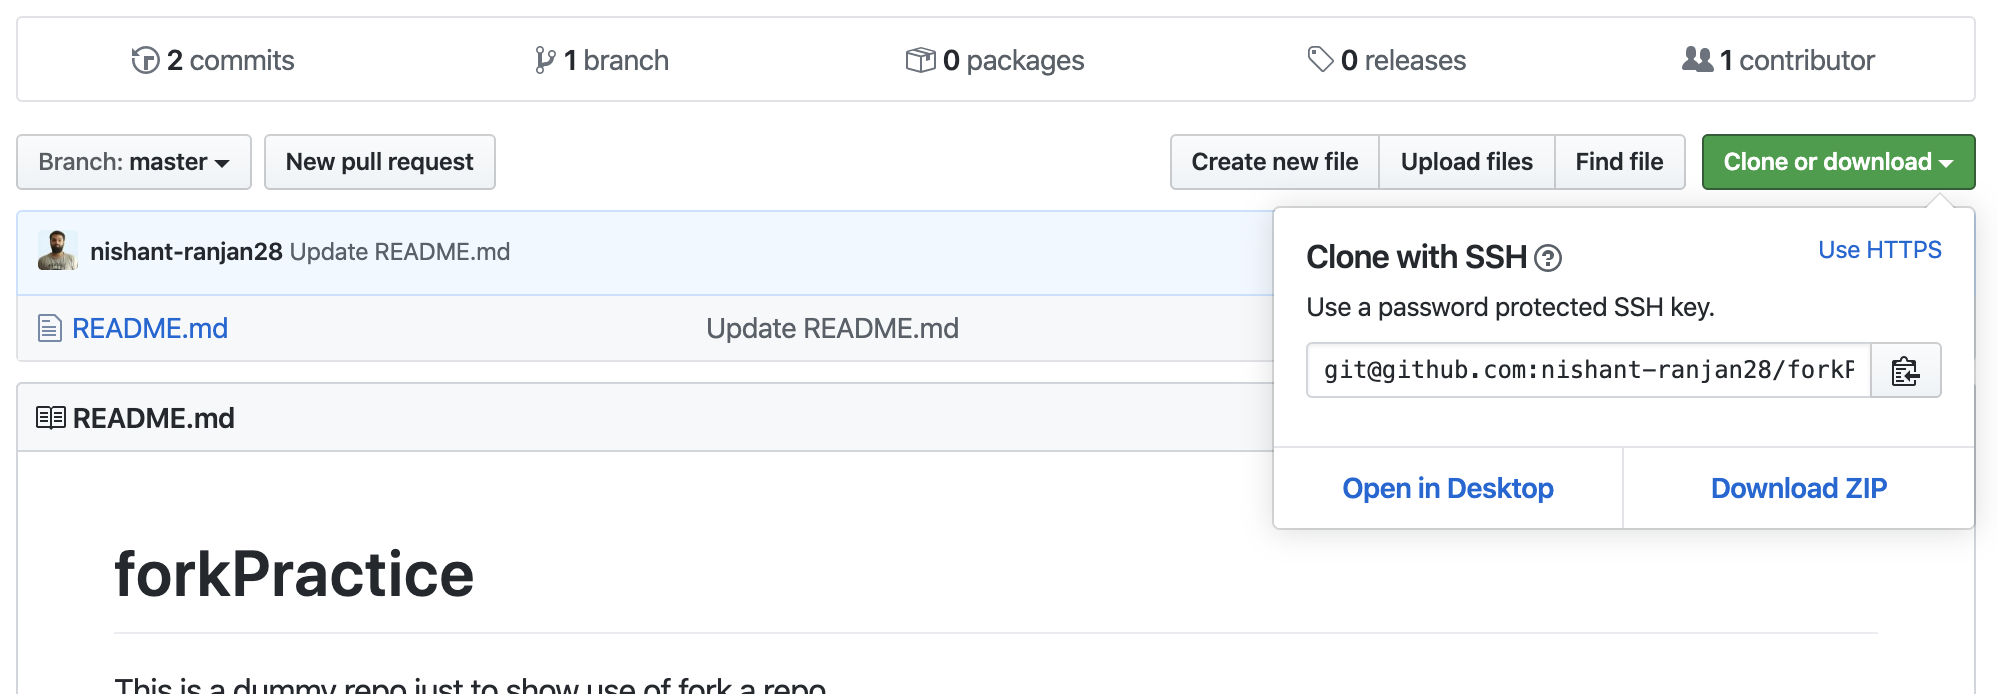 2 commits
1 branch
0 packages
0 releases
1 contributor
Branch: master
New pull request
Create new file
Upload files
Find file
Clone or download
nishant-ranjan28 Update README.md
Clone with SSH ?
Use HTTPS
Use a password protected SSH key.
README.md
Update README.md
git@github.com:nishant-ranjan28/forkP
README.md
Open in Desktop
Download ZIP
forkPractice
This is a dummy repo just to show use of fork a repo